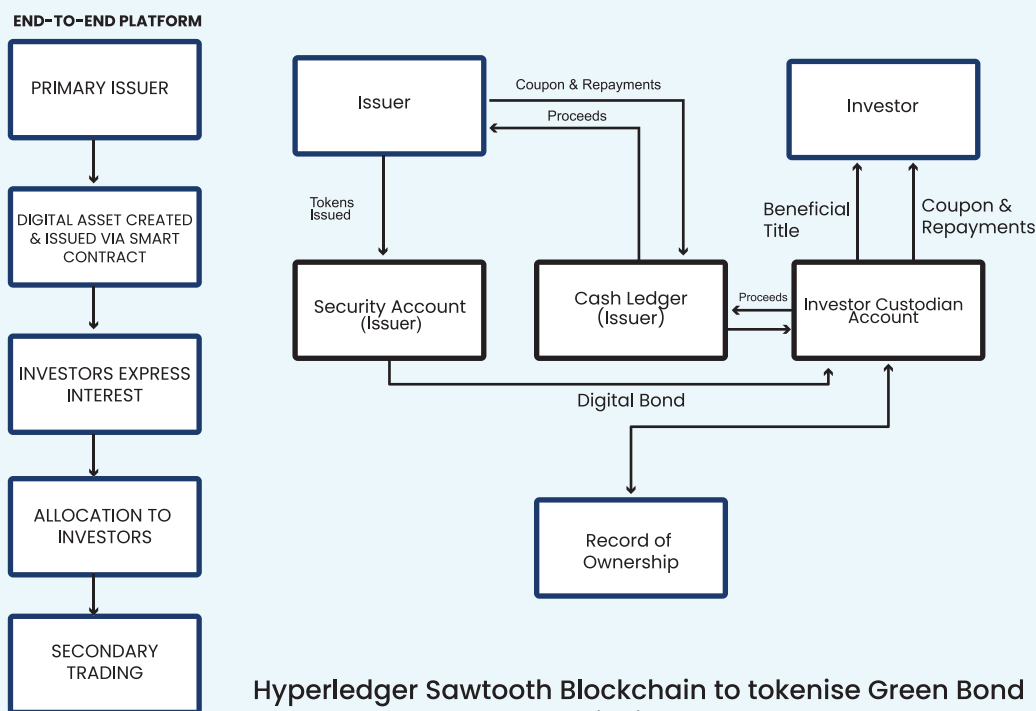 END-TO-END PLATFORM
PRIMARY ISSUER
DIGITAL ASSET CREATED
& ISSUED VIA SMART
CONTRACT
INVESTORS EXPRESS
INTEREST
ALLOCATION TO
INVESTORS
SECONDARY
TRADING
Issuer
Coupon & Repayments
Proceeds
Investor
Tokens
Issued
Beneficial
Title
Coupon &
Repayments
Security Account
(Issuer)
Cash Ledger
(Issuer)
Proceeds
Investor Custodian
Account
Digital Bond
Record of
Ownership
Hyperledger Sawtooth Blockchain to tokenise Green Bond